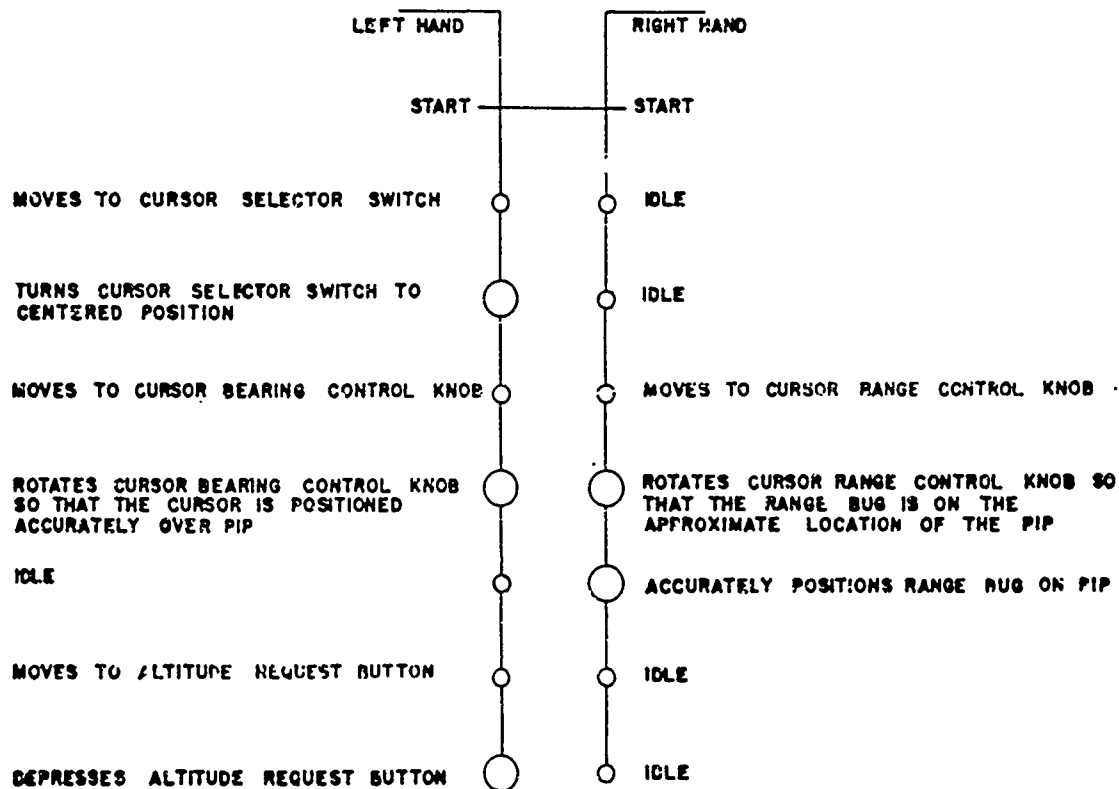 LEFT HAND
RIGHT HAND
START
START
MOVES TO CURSOR SELECTOR SWITCH
IDLE
TURNS CURSOR SELECTOR SWITCH TO
CENTERED POSITION
IDLE
MOVES TO CURSOR BEARING CONTROL KNOB
MOVES TO CURSOR RANGE CONTROL KNOB
ROTATES CURSOR BEARING CONTROL KNOB
SO THAT THE CURSOR IS POSITIONED
ACCURATELY OVER PIP
ROTATES CURSOR RANGE CONTROL KNOB SO
THAT THE RANGE BUG IS ON THE
APPROXIMATE LOCATION OF THE PIP
IDLE
ACCURATELY POSITIONS RANGE BUG ON PIP
MOVES TO ALTITUDE REQUEST BUTTON
IDLE
DEPRESSES ALTITUDE REQUEST BUTTON
IDLE